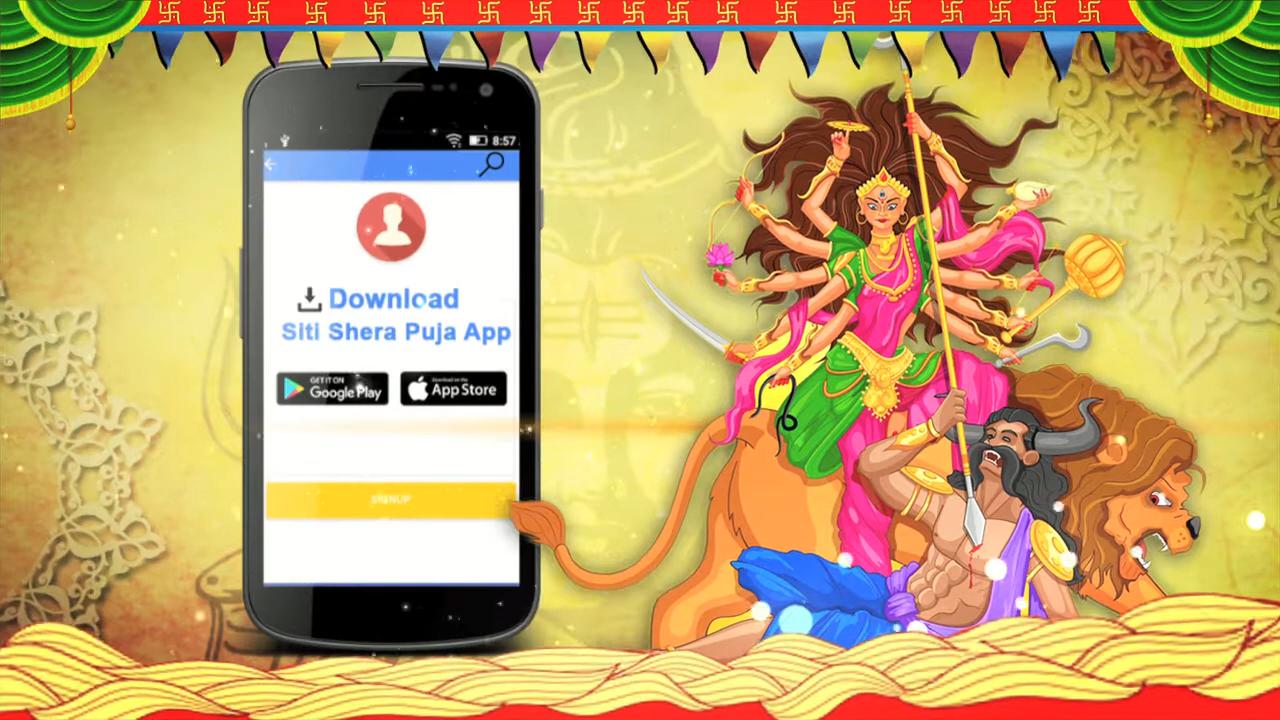 8:57
Download
Siti Shera Puja App
GET IT ON
Google Play
Download on the
App Store
SIGNUP